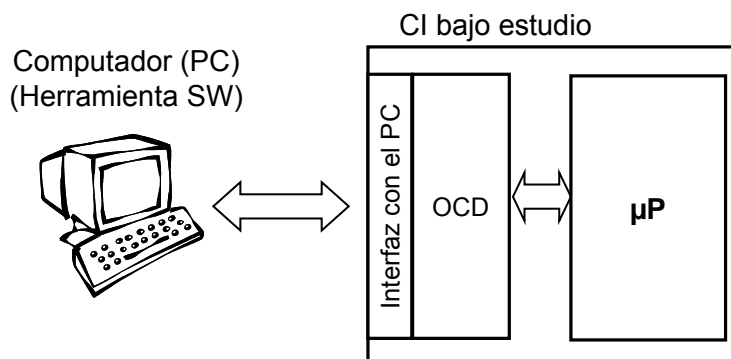 CI bajo estudio
Computador (PC)
(Herramienta SW)
Interfaz con el PC
OCD
µP